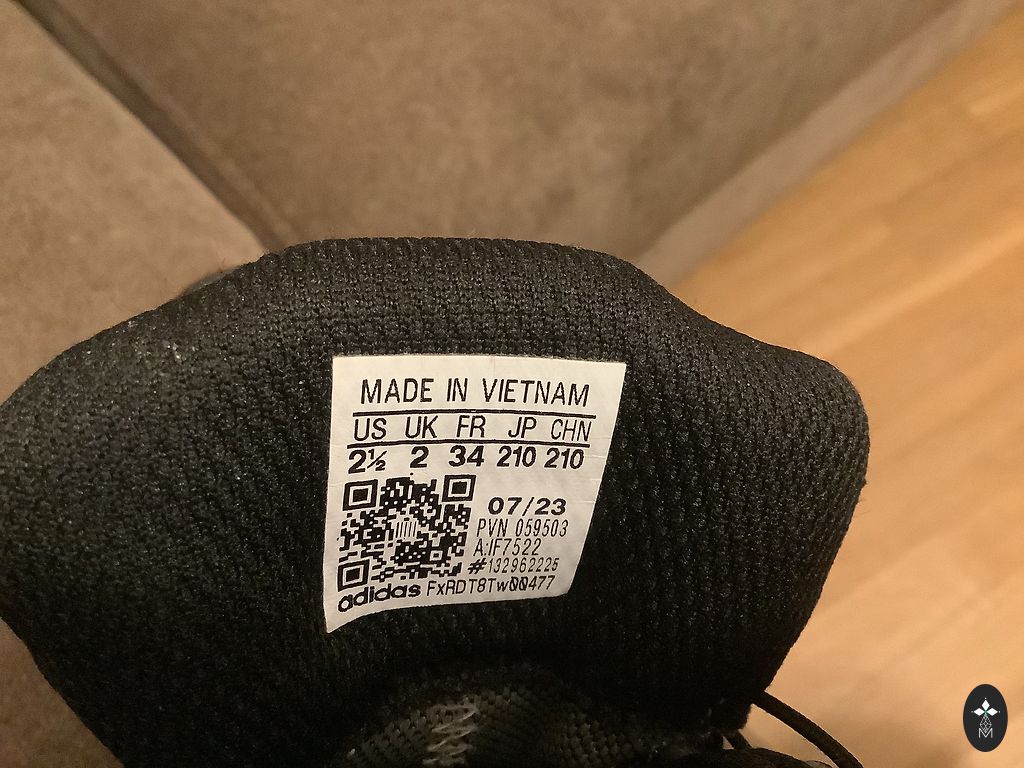 MADE IN VIETNAM
US UK FR JP CHN
2½ 2 34 210 210
07/23
PVN 059503
A:IF7522
#132962225
adidas FxRDT8Tw00477
M